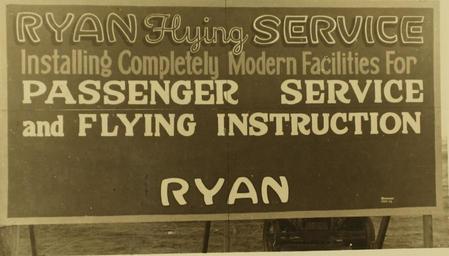 RYAN Flying SERVICE
Installing Completely Modern Facilities For
PASSENGER SERVICE
and FLYING INSTRUCTION
RYAN